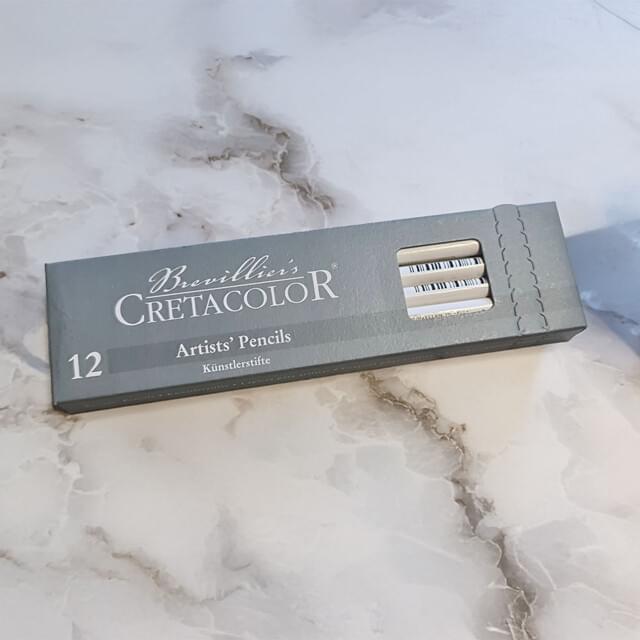 Brevillier's
CRETACOLOR®
12
Artists' Pencils
Künstlerstifte